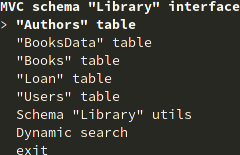 MVC schema "Library" interface
> "Authors" table
"BooksData" table
"Books" table
"Loan" table
"Users" table
Schema "Library" utils
Dynamic search
exit